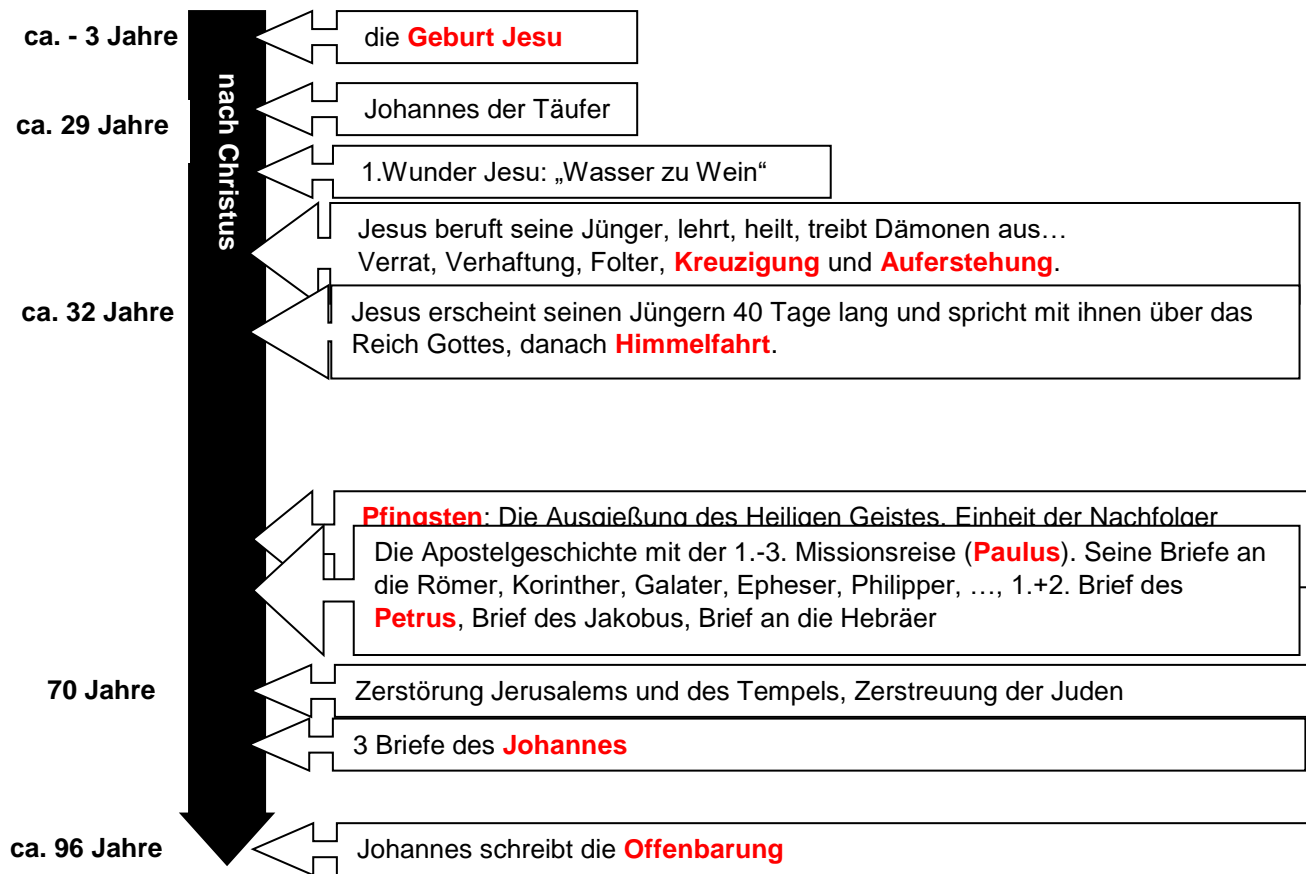 ca. - 3 Jahre
die Geburt Jesu
nach Christus
Johannes der Täufer
ca. 29 Jahre
1.Wunder Jesu: „Wasser zu Wein“
Jesus beruft seine Jünger, lehrt, heilt, treibt Dämonen aus…
Verrat, Verhaftung, Folter, Kreuzigung und Auferstehung.
ca. 32 Jahre
Jesus erscheint seinen Jüngern 40 Tage lang und spricht mit ihnen über das
Reich Gottes, danach Himmelfahrt.
Pfingsten: Die Ausgießung des Heiligen Geistes. Einheit der Nachfolger
Die Apostelgeschichte mit der 1.-3. Missionsreise (Paulus). Seine Briefe an
die Römer, Korinther, Galater, Epheser, Philipper, …, 1.+2. Brief des
Petrus, Brief des Jakobus, Brief an die Hebräer
70 Jahre
Zerstörung Jerusalems und des Tempels, Zerstreuung der Juden
3 Briefe des Johannes
ca. 96 Jahre
Johannes schreibt die Offenbarung